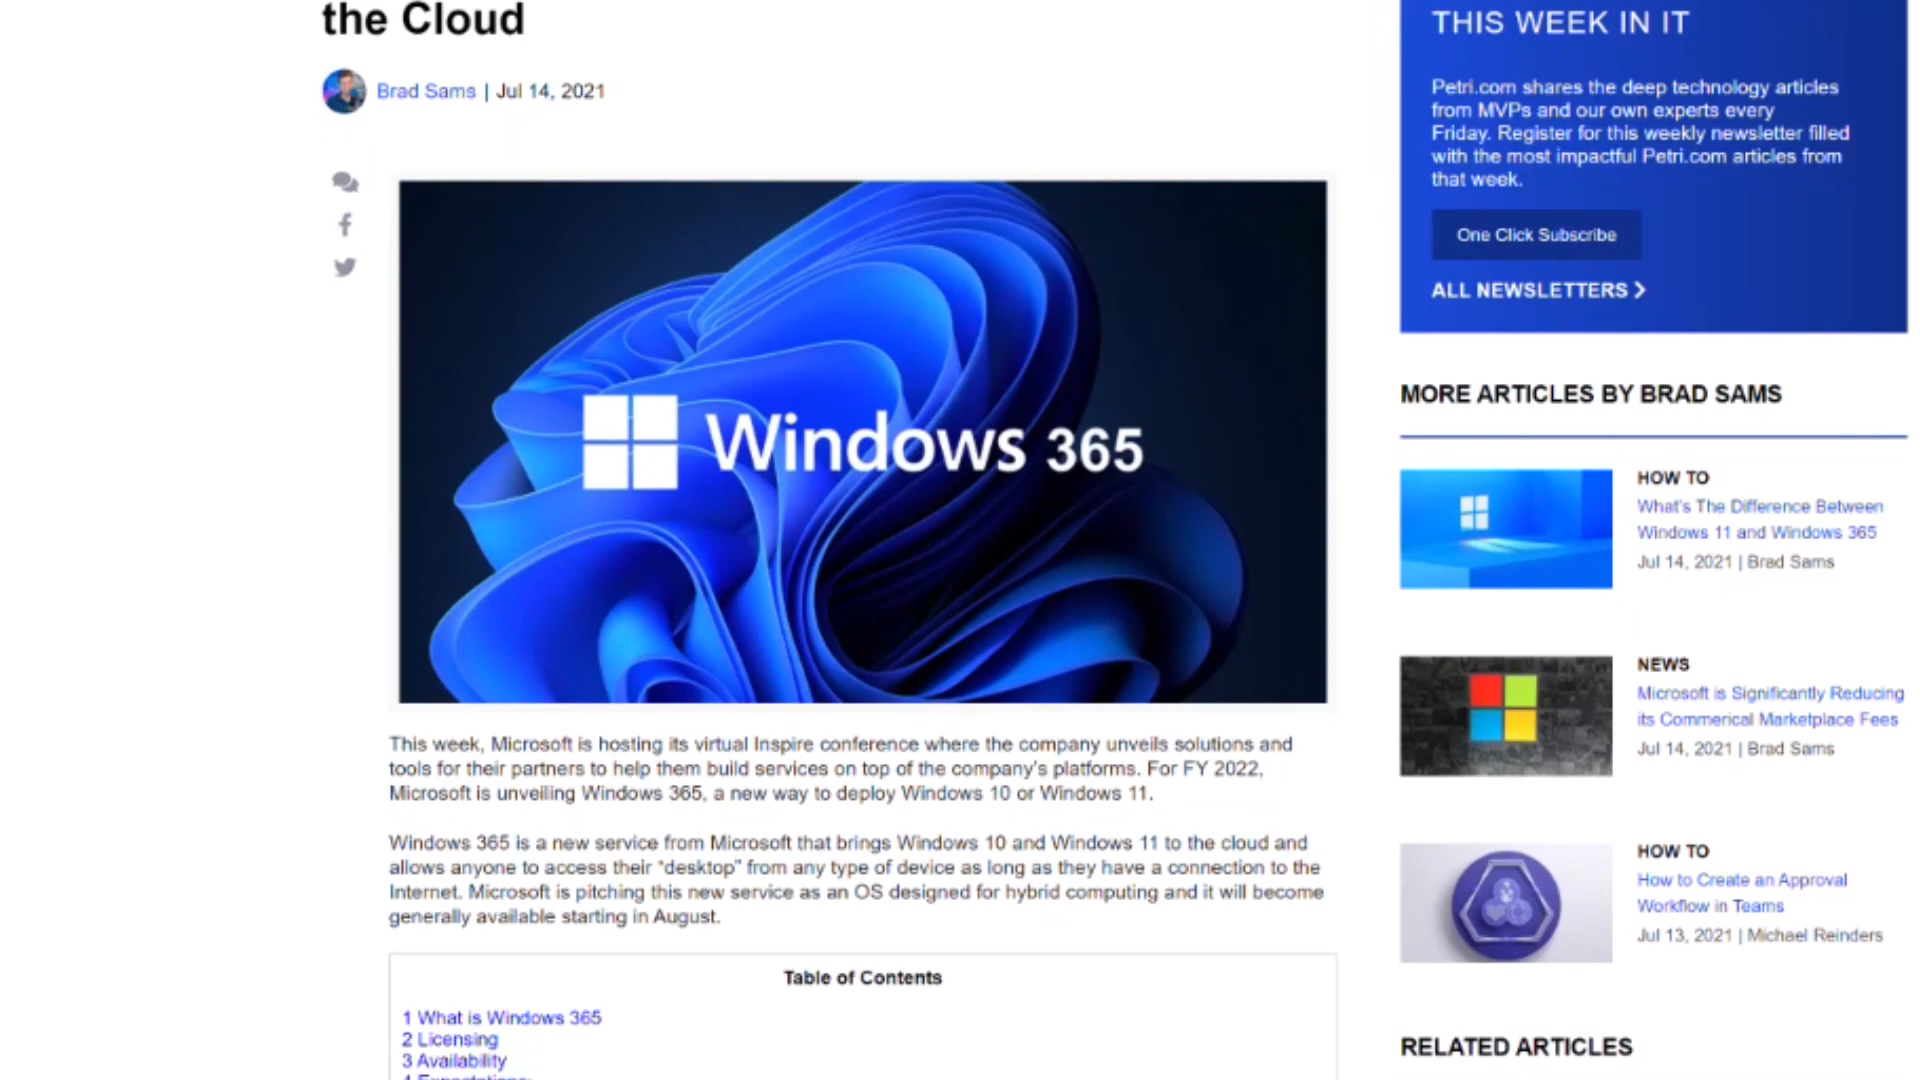 the Cloud
Brad Sams | Jul 14, 2021
Windows 365
This week, Microsoft is hosting its virtual Inspire conference where the company unveils solutions and
tools for their partners to help them build services on top of the company's platforms. For FY 2022,
Microsoft is unveiling Windows 365, a new way to deploy Windows 10 or Windows 11.
Windows 365 is a new service from Microsoft that brings Windows 10 and Windows 11 to the cloud and
allows anyone to access their "desktop" from any type of device as long as they have a connection to the
Internet. Microsoft is pitching this new service as an OS designed for hybrid computing and it will become
generally available starting in August.
Table of Contents
1 What is Windows 365
2 Licensing
3 Availability
THIS WEEK IN IT
Petri.com shares the deep technology articles
from MVPs and our own experts every
Friday. Register for this weekly newsletter filled
with the most impactful Petri.com articles from
that week.
One Click Subscribe
ALL NEWSLETTERS
MORE ARTICLES BY BRAD SAMS
HOW TO
What's The Difference Between
Windows 11 and Windows 365
Jul 14, 2021 | Brad Sams
NEWS
Microsoft is Significantly Reducing
its Commerical Marketplace Fees
Jul 14, 2021 | Brad Sams
HOW TO
How to Create an Approval
Workflow in Teams
Jul 13, 2021 | Michael Reinders
RELATED ARTICLES